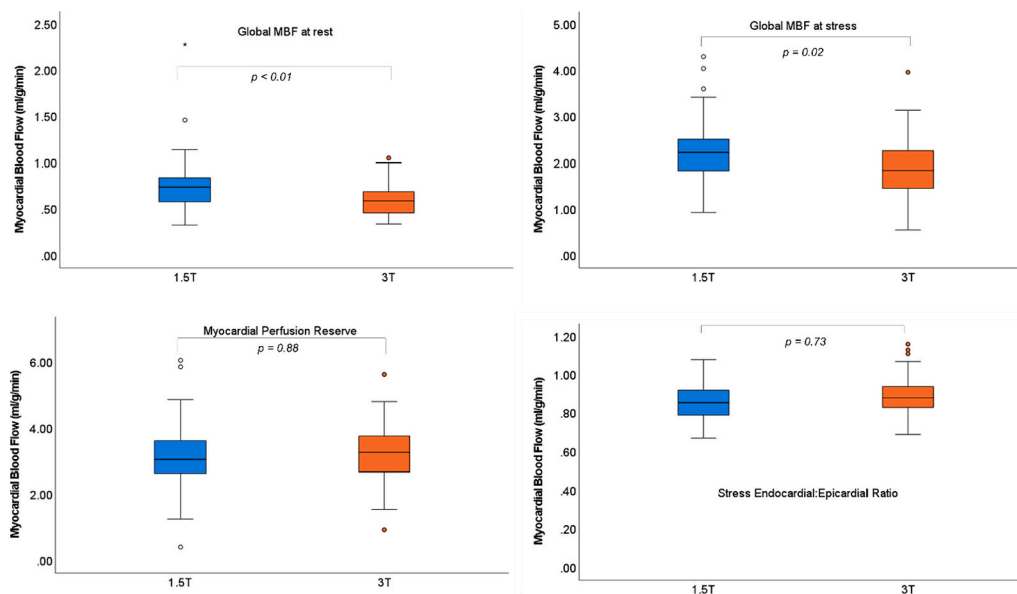 Global MBF at rest
p < 0.01
Myocardial Blood Flow (ml/g/min)
2.50
2.00
1.50
1.00
.50
.00
1.5T
3T
Global MBF at stress
p = 0.02
Myocardial Blood Flow (ml/g/min)
5.00
4.00
3.00
2.00
1.00
.00
1.5T
3T
Myocardial Perfusion Reserve
p = 0.88
Myocardial Blood Flow (ml/g/min)
6.00
4.00
2.00
.00
1.5T
3T
p = 0.73
Myocardial Blood Flow (ml/g/min)
1.20
1.00
.80
.60
.40
.20
.00
Stress Endocardial:Epicardial Ratio
1.5T
3T